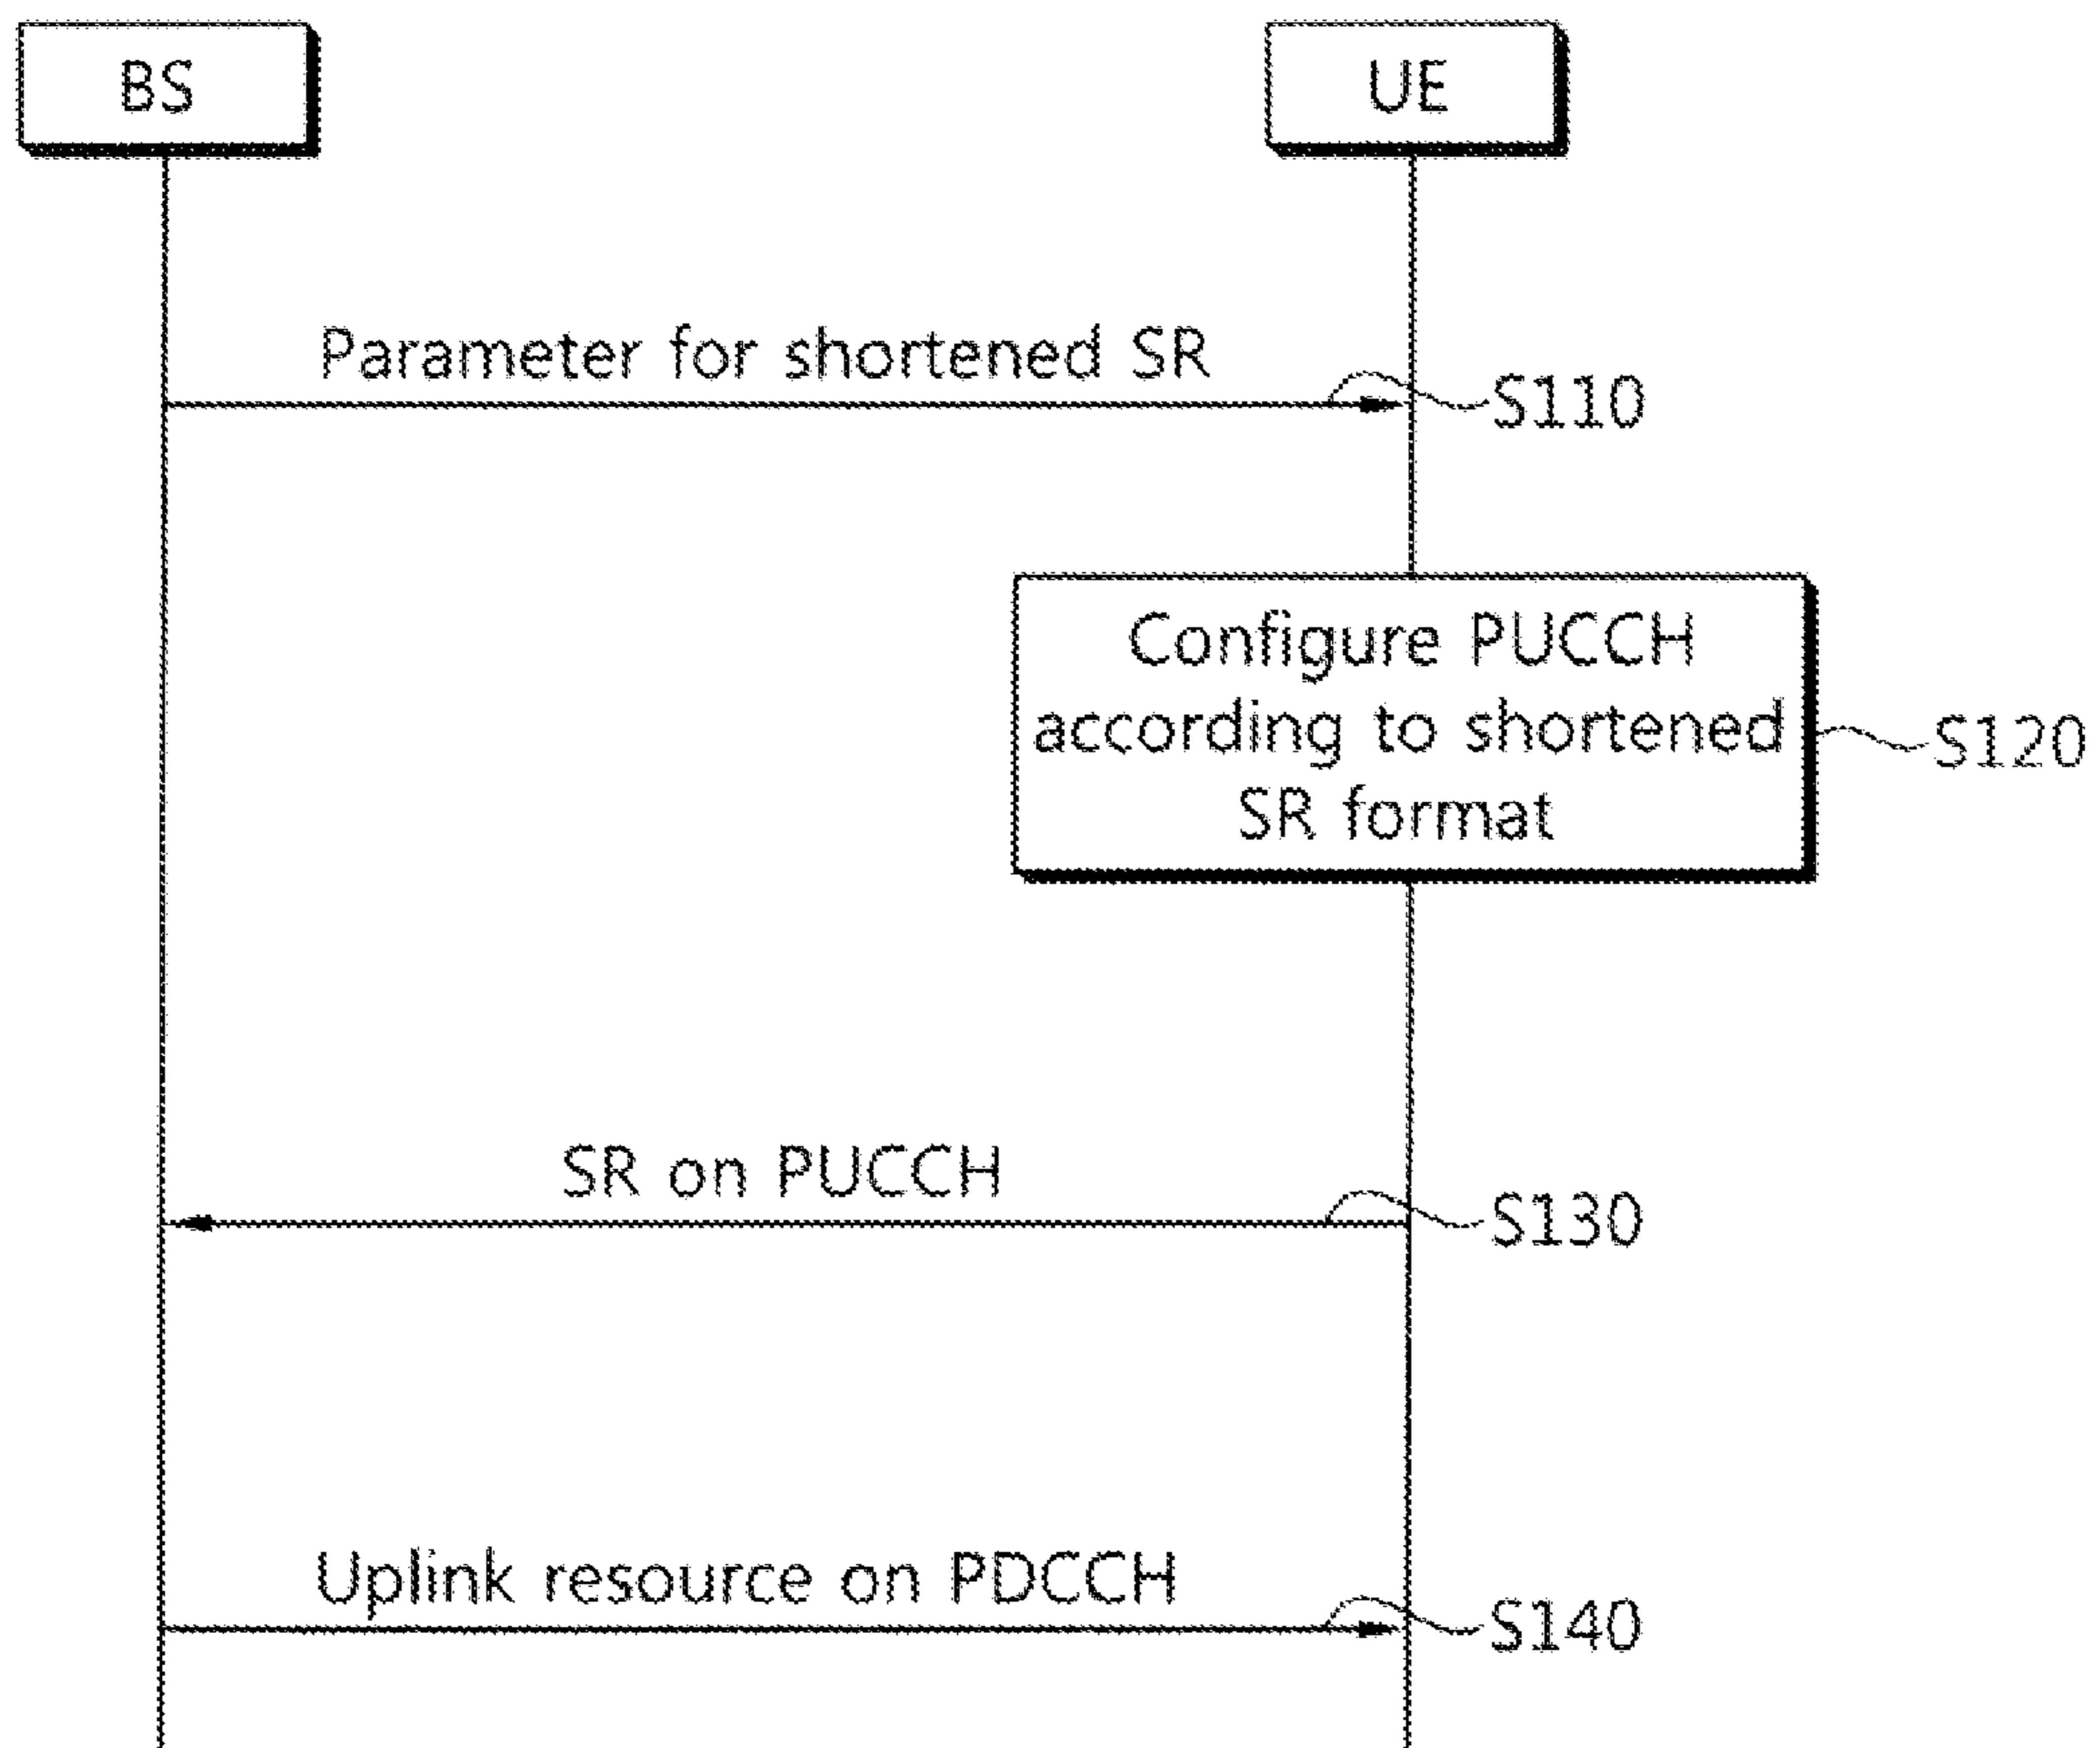 BS
UE
Parameter for shortened SR
S110
Configure PUCCH
according to shortened
SR format
S120
SR on PUCCH
S130
Uplink resource on PDCCH
S140